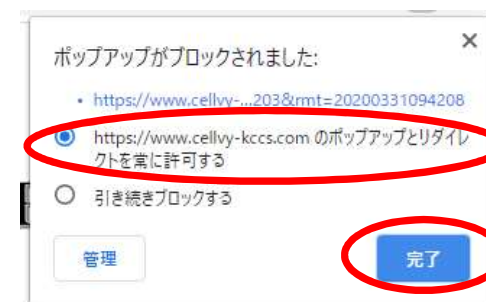 ポップアップがブロックされました:
https://www.cellvy-...203&rmt=20200331094208
https://www.cellvy-kccs.com のポップアップとリダイレ
クトを常に許可する
引き続きブロックする
管理
完了